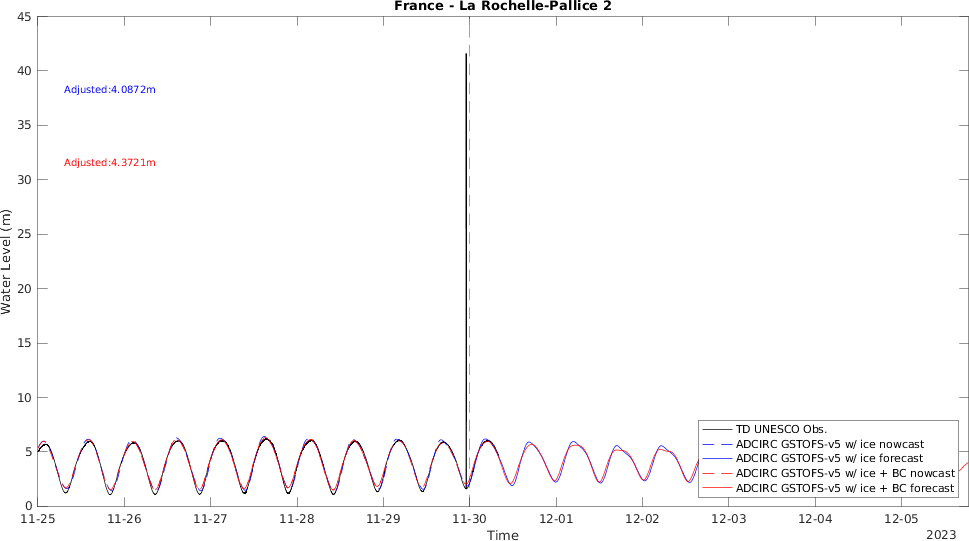 France - La Rochelle-Pallice 2
45
40
35
30
25
20
15
10
5
0
Water Level (m)
Adjusted:4.0872m
Adjusted:4.3721m
TD UNESCO Obs.
ADCIRC GSTOFS-v5 w/ ice nowcast
ADCIRC GSTOFS-v5 w/ ice forecast
ADCIRC GSTOFS-v5 w/ ice + BC nowcast
ADCIRC GSTOFS-v5 w/ ice + BC forecast
11-25 11-26 11-27 11-28 11-29 11-30 12-01 12-02 12-03 12-04 12-05
Time
2023